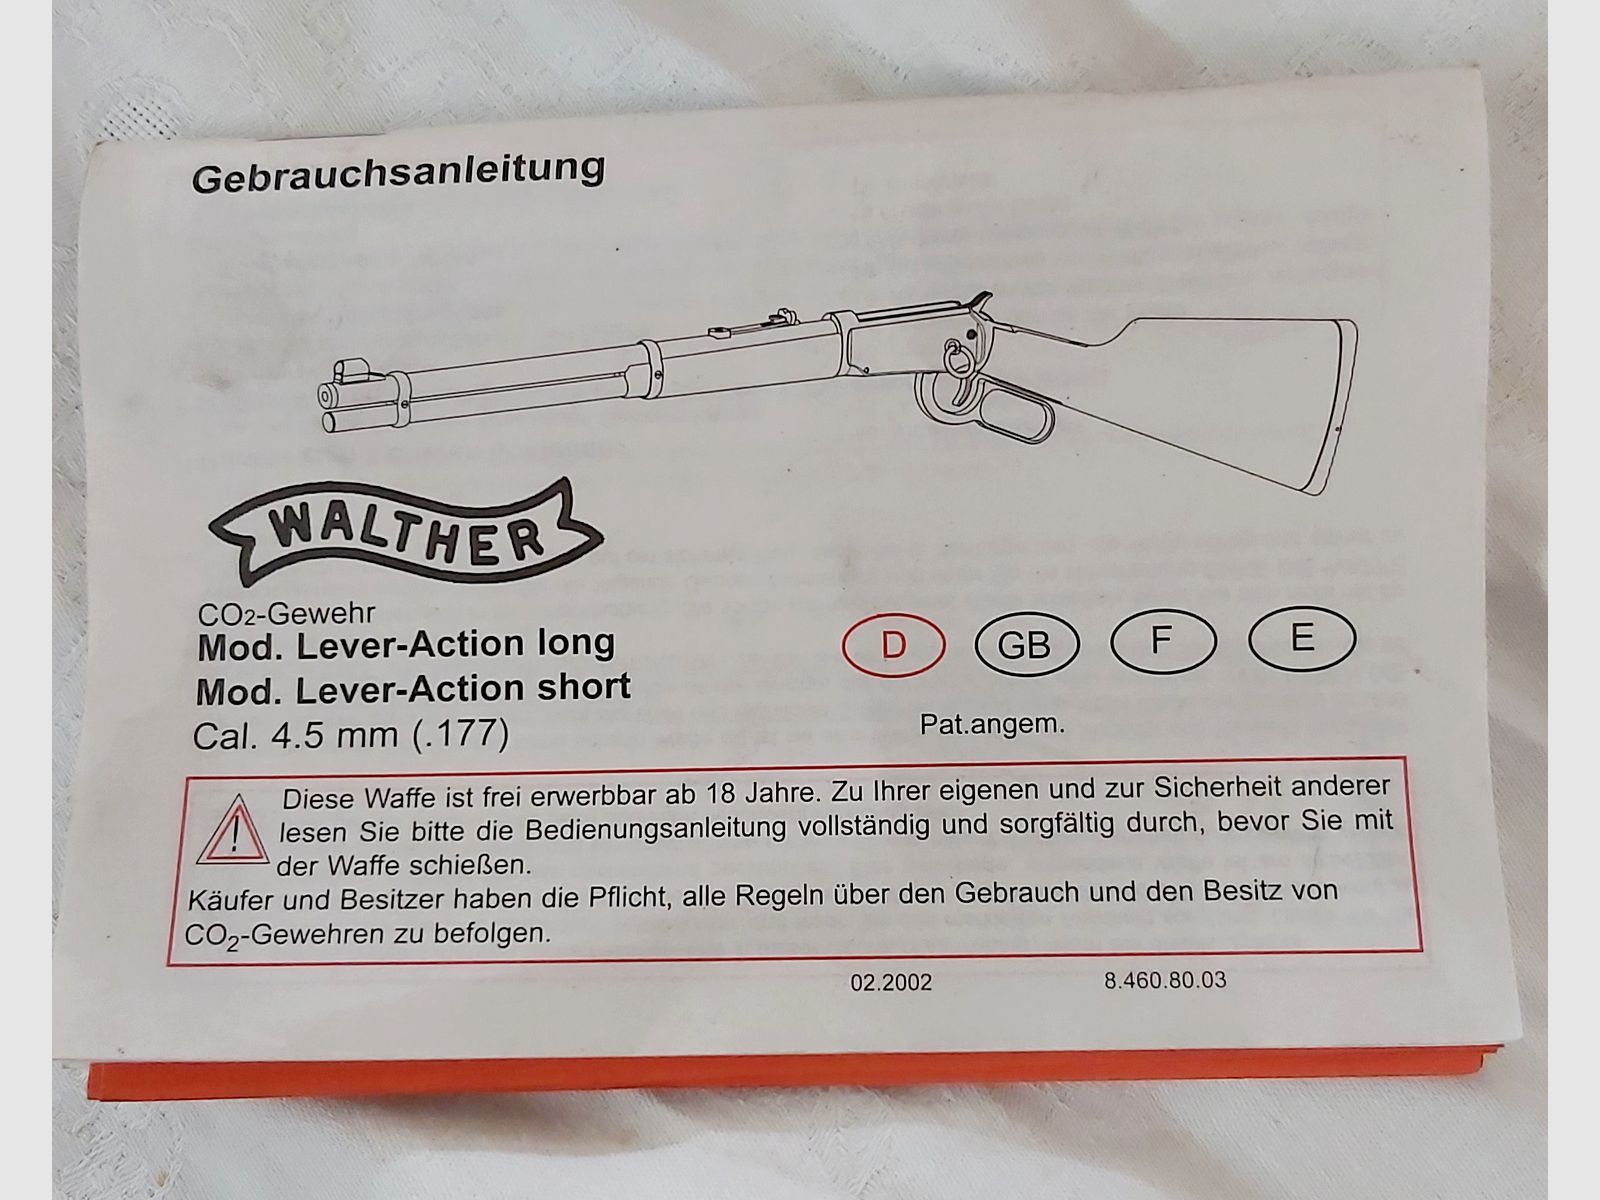 Gebrauchsanleitung
WALTHER
CO2-Gewehr
Mod. Lever-Action long
Mod. Lever-Action short
Cal. 4.5 mm (.177)
D GB F E
Pat.angem.
Diese Waffe ist frei erwerbbar ab 18 Jahre. Zu Ihrer eigenen und zur Sicherheit anderer
lesen Sie bitte die Bedienungsanleitung vollständig und sorgfältig durch, bevor Sie mit
der Waffe schießen.
Käufer und Besitzer haben die Pflicht, alle Regeln über den Gebrauch und den Besitz von
CO2-Gewehren zu befolgen.
02.2002 8.460.80.03